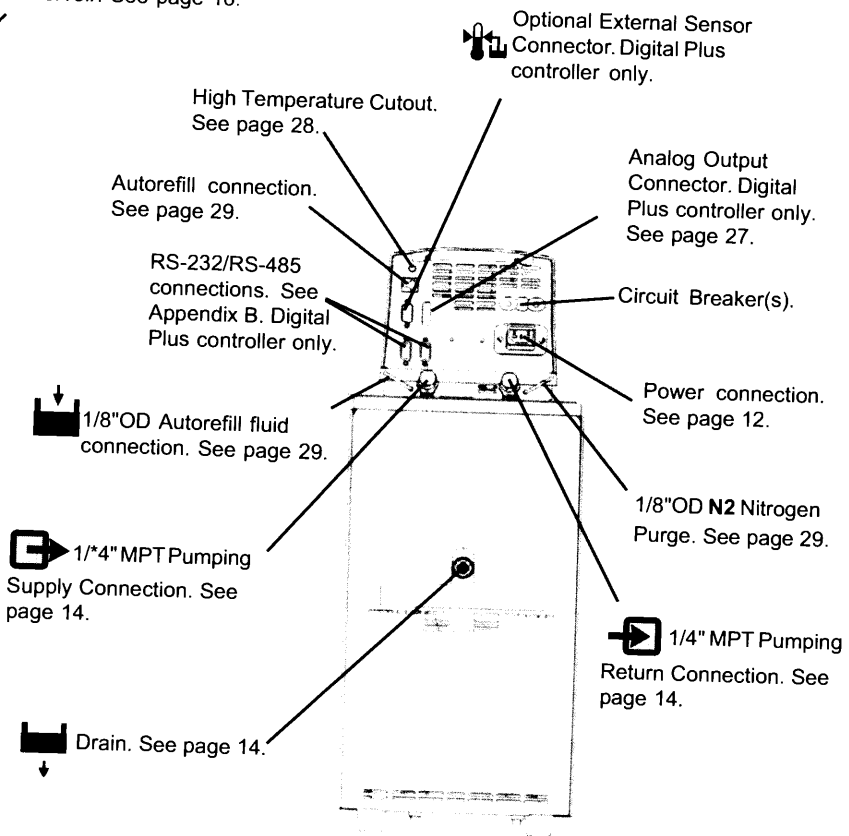 See page 16.
Optional External Sensor
Connector. Digital Plus
controller only.
High Temperature Cutout.
See page 28.
Analog Output
Connector. Digital
Plus controller only.
See page 27.
Autorefill connection.
See page 29.
RS-232/RS-485
connections. See
Appendix B. Digital
Plus controller only.
Circuit Breaker(s).
Power connection.
See page 12.
1/8"OD Autorefill fluid
connection. See page 29.
1/8"OD N2 Nitrogen
Purge. See page 29.
1/*4" MPT Pumping
Supply Connection. See
page 14.
1/4" MPT Pumping
Return Connection. See
page 14.
Drain. See page 14.